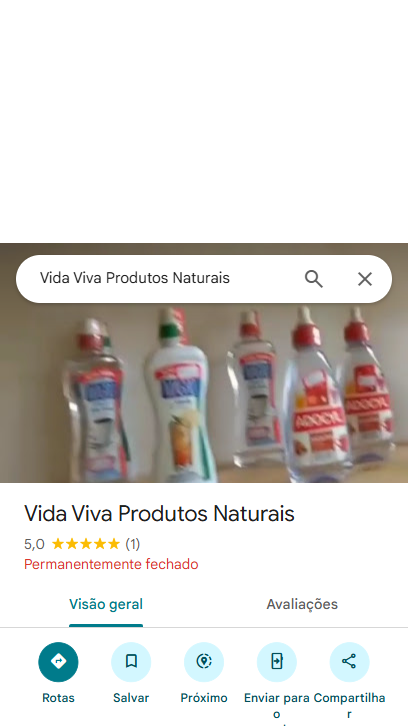 Vida Viva Produtos Naturais
ADOCYL
ADOCYL
Vida Viva Produtos Naturais
5,0 (1)
Permanentemente fechado
Visão geral
Avaliações
Rotas
Salvar
Próximo
Enviar para o
Compartilhar